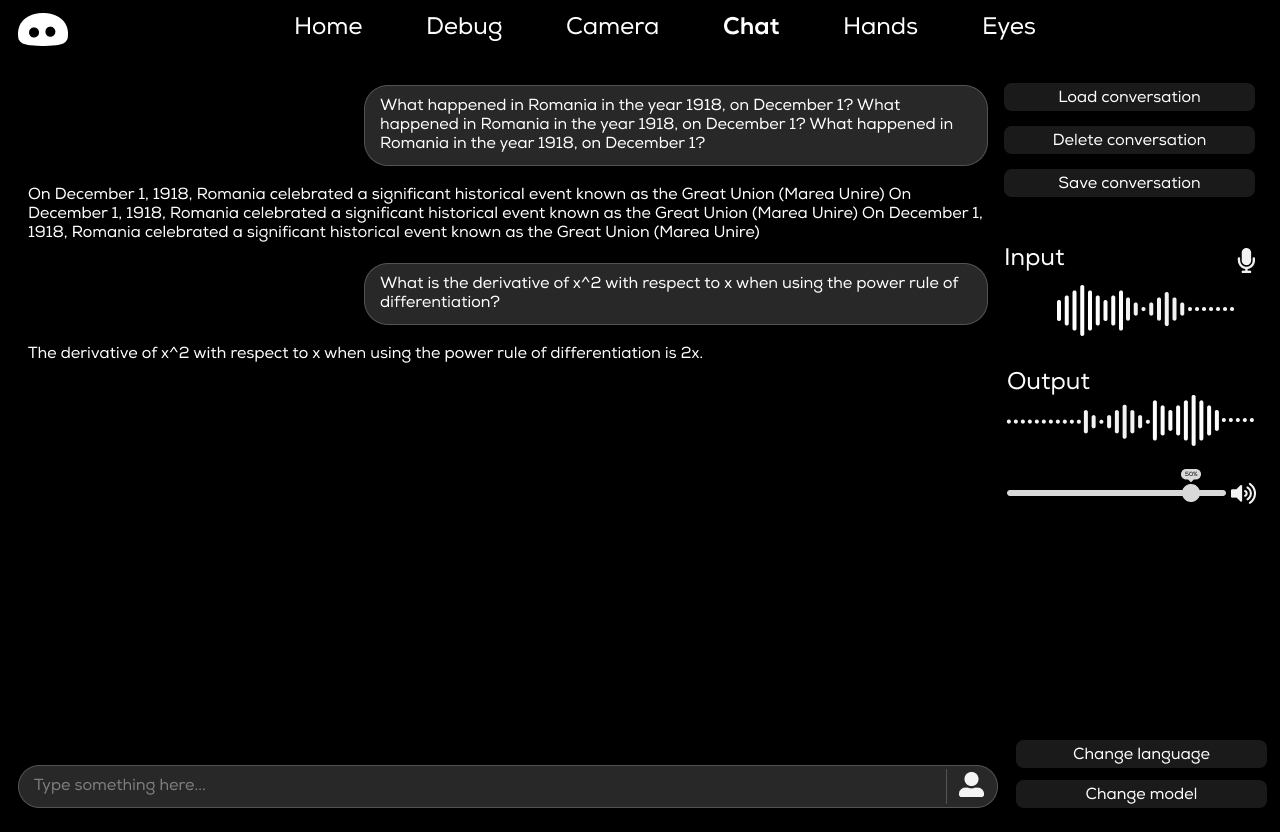 Home Debug Camera Chat Hands Eyes
What happened in Romania in the year 1918, on December 1? What
happened in Romania in the year 1918, on December 1? What happened in
Romania in the year 1918, on December 1?
On December 1, 1918, Romania celebrated a significant historical event known as the Great Union (Marea Unire) On
December 1, 1918, Romania celebrated a significant historical event known as the Great Union (Marea Unire) On December 1,
1918, Romania celebrated a significant historical event known as the Great Union (Marea Unire)
What is the derivative of x^2 with respect to x when using the power rule of
differentiation?
The derivative of x^2 with respect to x when using the power rule of differentiation is 2x.
Type something here...
Load conversation
Delete conversation
Save conversation
Input
Output
50%
Change language
Change model